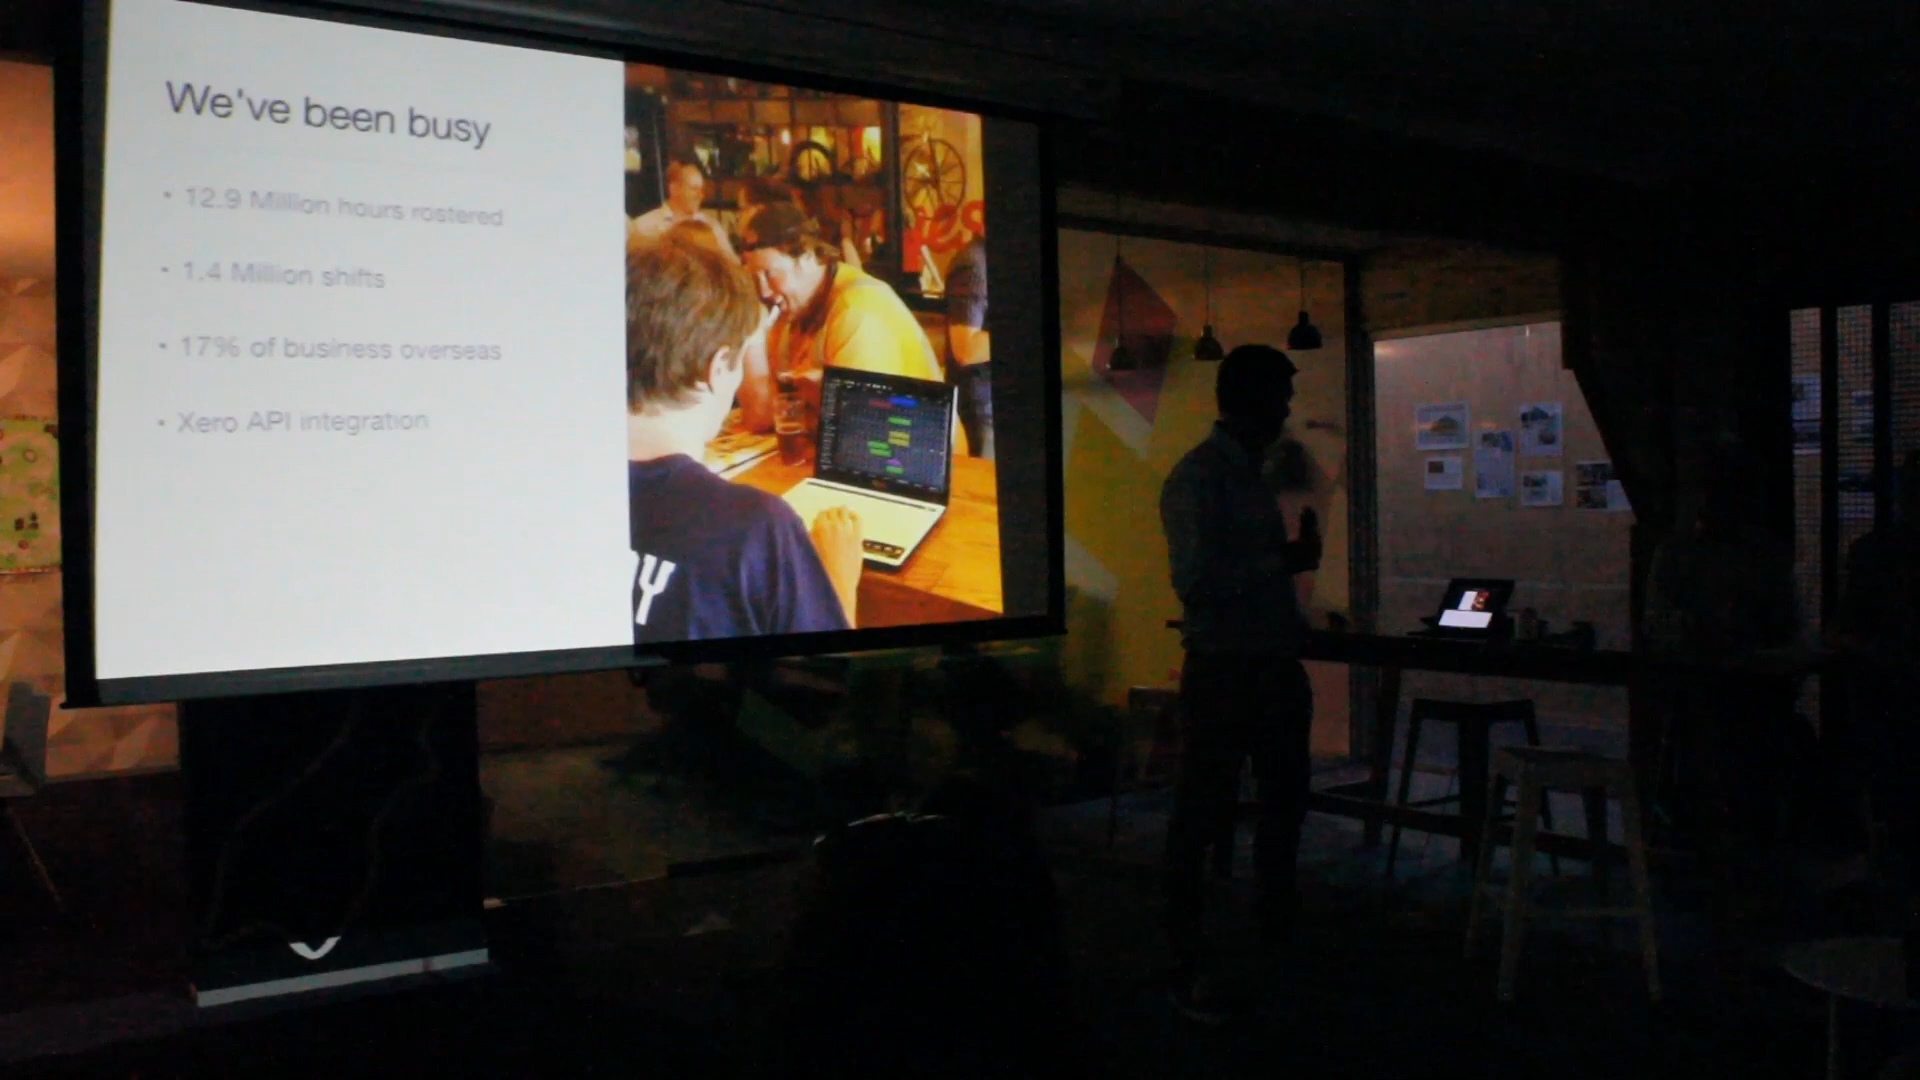 We've been busy
• 12.9 Million hours rostered
• 1.4 Million shifts
• 17% of business overseas
• Xero API integration